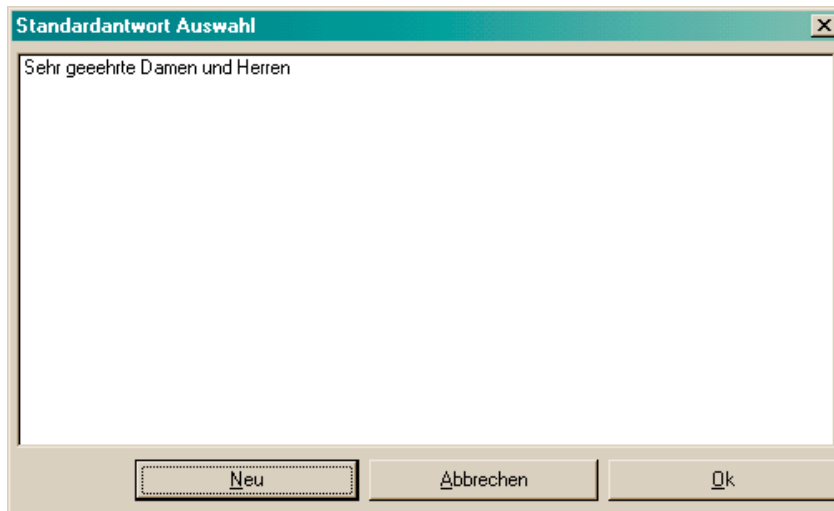 Standardantwort Auswahl
Sehr geeehrte Damen und Herren
Neu Abbrechen Ok